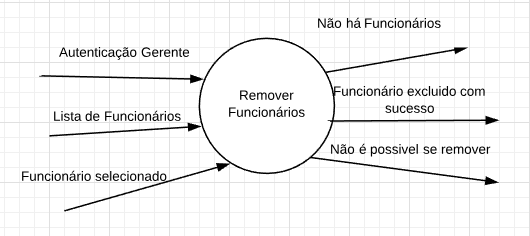 Não há Funcionários
Autenticação Gerente
Funcionário excluido com
sucesso
Remover
Funcionários
Lista de Funcionários
Não é possivel se remover
Funcionário selecionado